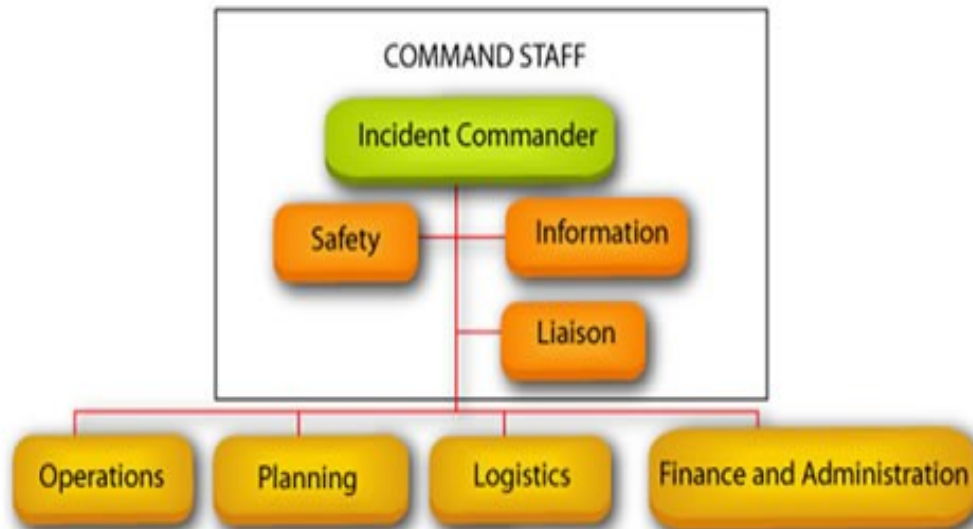 COMMAND STAFF
Incident Commander
Safety
Information
Liaison
Operations
Planning
Logistics
Finance and Administration